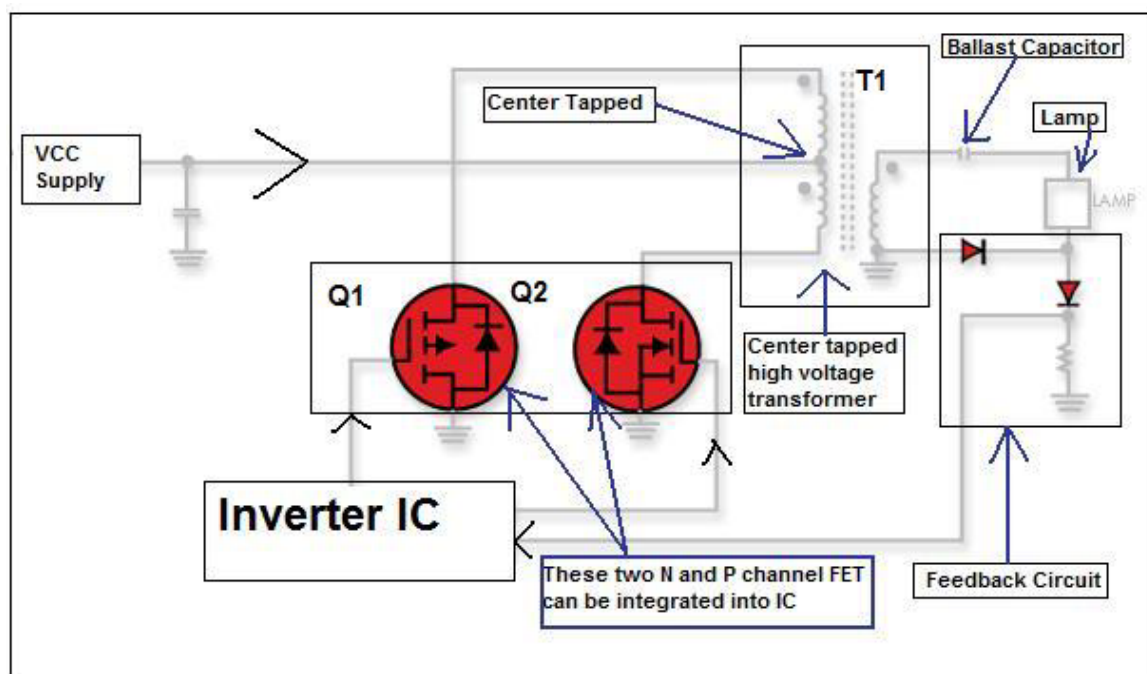 Ballast Capacitor
T1
Center Tapped
Lamp
VCC
Supply
LAMP
Q1
Q2
Center tapped
high voltage
transformer
Inverter IC
These two N and P channel FET
can be integrated into IC
Feedback Circuit